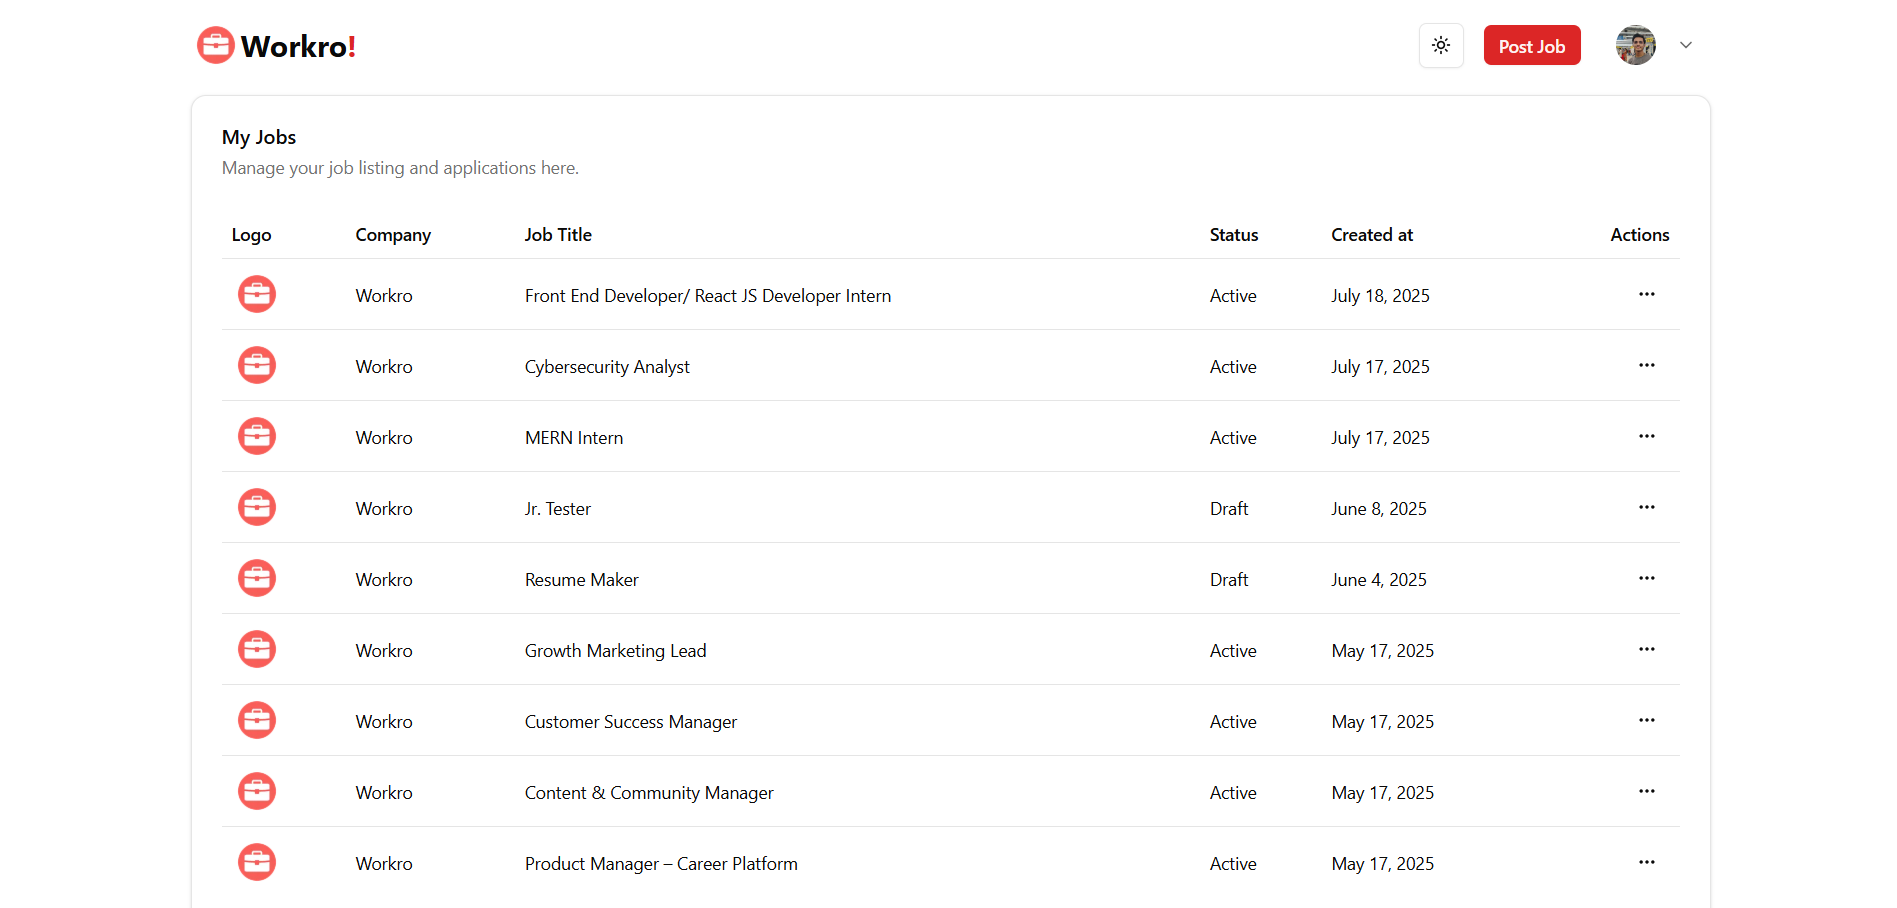 Workro!
Post Job
My Jobs
Manage your job listing and applications here.
Logo Company Job Title Status Created at Actions
Workro Front End Developer/ React JS Developer Intern Active July 18, 2025
Workro Cybersecurity Analyst Active July 17, 2025
Workro MERN Intern Active July 17, 2025
Workro Jr. Tester Draft June 8, 2025
Workro Resume Maker Draft June 4, 2025
Workro Growth Marketing Lead Active May 17, 2025
Workro Customer Success Manager Active May 17, 2025
Workro Content & Community Manager Active May 17, 2025
Workro Product Manager – Career Platform Active May 17, 2025